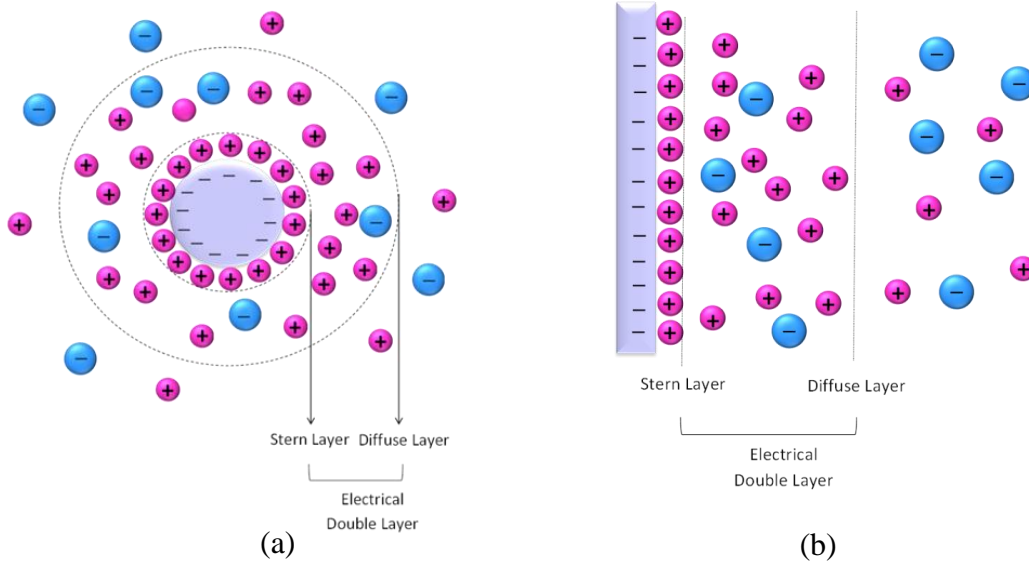 Stern Layer Diffuse Layer
Electrical
Double Layer
(a)
Stern Layer Diffuse Layer
Electrical
Double Layer
(b)